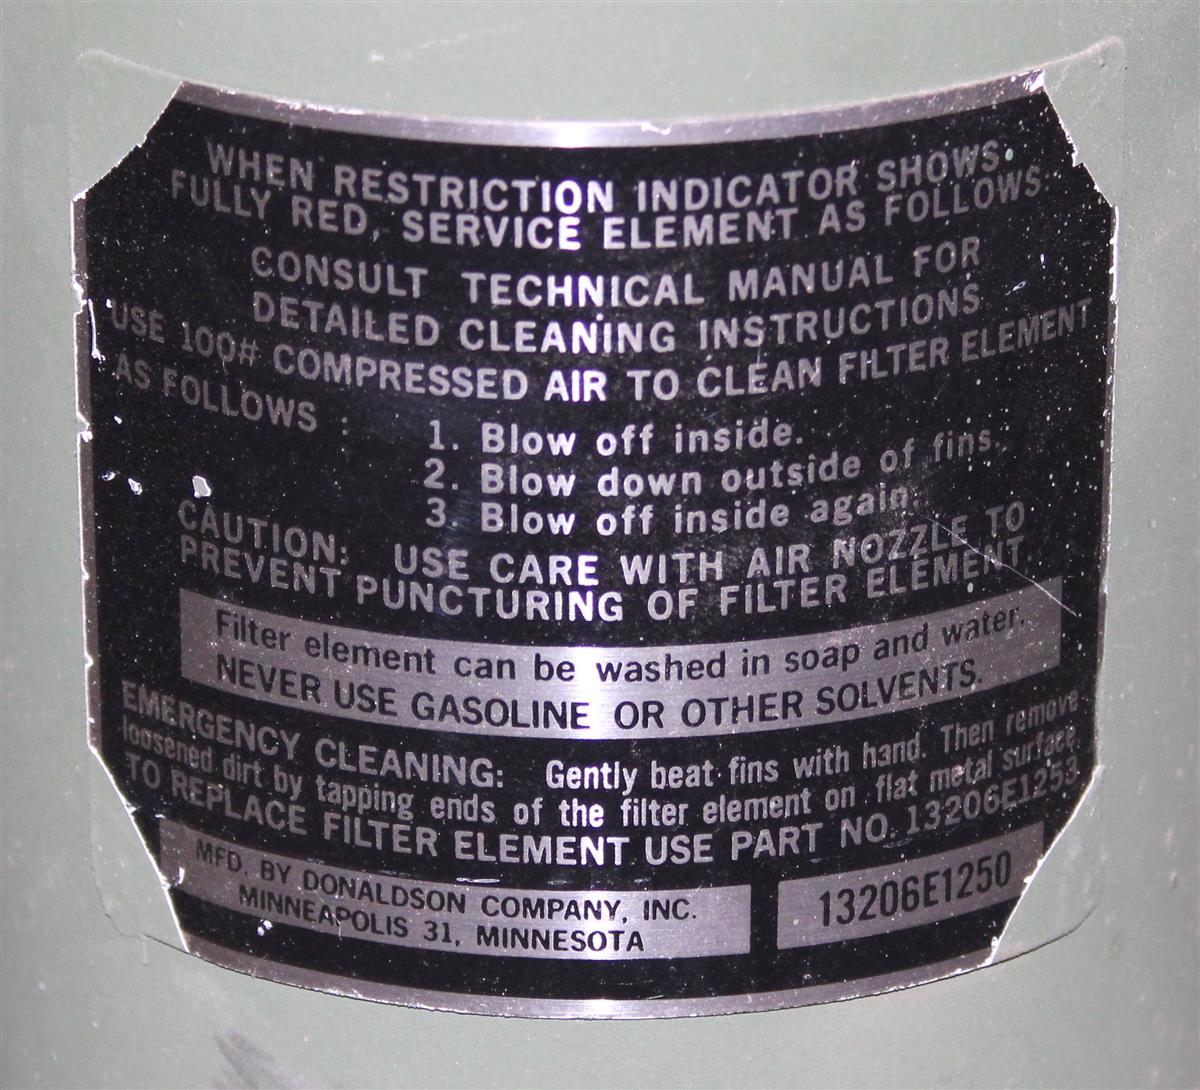 WHEN RESTRICTION INDICATOR SHOWS
FULLY RED, SERVICE ELEMENT AS FOLLOWS
CONSULT TECHNICAL MANUAL FOR
DETAILED CLEANING INSTRUCTIONS
USE 100# COMPRESSED AIR TO CLEAN FILTER ELEMENT
AS FOLLOWS :
1. Blow off inside.
2. Blow down outside of fins.
3. Blow off inside again.
CAUTION: USE CARE WITH AIR NOZZLE TO
PREVENT PUNCTURING OF FILTER ELEMENT.
Filter element can be washed in soap and water.
NEVER USE GASOLINE OR OTHER SOLVENTS.
EMERGENCY CLEANING: Gently beat fins with hand. Then remove
loosened dirt by tapping ends of the filter element on flat metal surface.
TO REPLACE FILTER ELEMENT USE PART NO. 13206E1253
MFD. BY DONALDSON COMPANY, INC.
MINNEAPOLIS 31, MINNESOTA
13206E1250